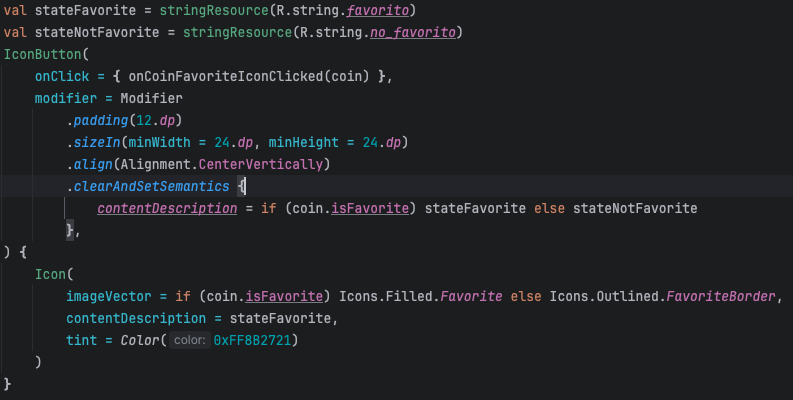 val stateFavorite = stringResource(R.string.favorito)
val stateNotFavorite = stringResource(R.string.no_favorito)
IconButton(
    onClick = { onCoinFavoriteIconClicked(coin) },
    modifier = Modifier
        .padding(12.dp)
        .sizeIn(minWidth = 24.dp, minHeight = 24.dp)
        .align(Alignment.CenterVertically)
        .clearAndSetSemantics {
            contentDescription = if (coin.isFavorite) stateFavorite else stateNotFavorite
        },
) {
    Icon(
        imageVector = if (coin.isFavorite) Icons.Filled.Favorite else Icons.Outlined.FavoriteBorder,
        contentDescription = stateFavorite,
        tint = Color( color: 0xFF8B2721)
    )
}